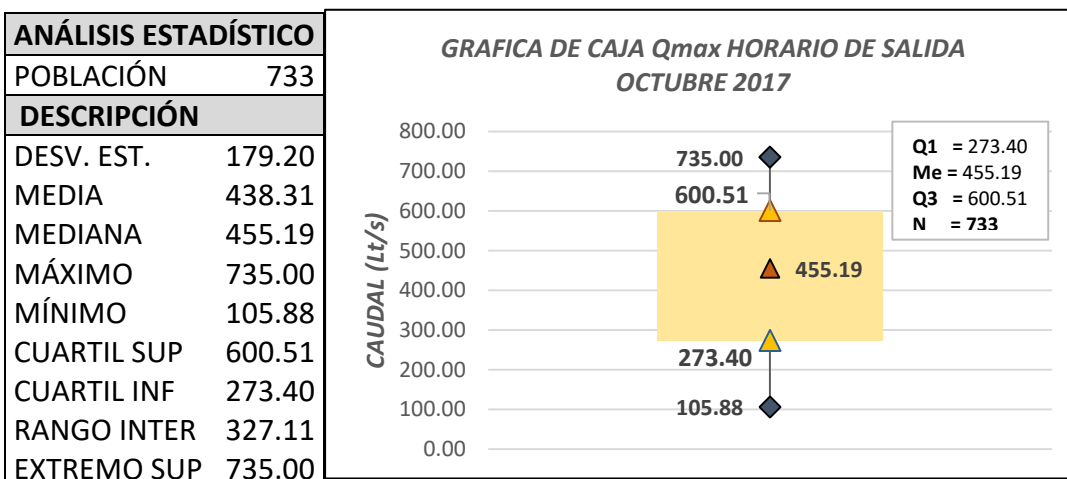 ANÁLISIS ESTADÍSTICO
POBLACIÓN 733
DESCRIPCIÓN
DESV. EST. 179.20
MEDIA 438.31
MEDIANA 455.19
MÁXIMO 735.00
MÍNIMO 105.88
CUARTIL SUP 600.51
CUARTIL INF 273.40
RANGO INTER 327.11
EXTREMO SUP 735.00
GRAFICA DE CAJA Qmax HORARIO DE SALIDA
OCTUBRE 2017
CAUDAL (Lt/s)
800.00
700.00
600.00
500.00
400.00
300.00
200.00
100.00
0.00
735.00
600.51
455.19
273.40
105.88
Q1 = 273.40
Me = 455.19
Q3 = 600.51
N = 733